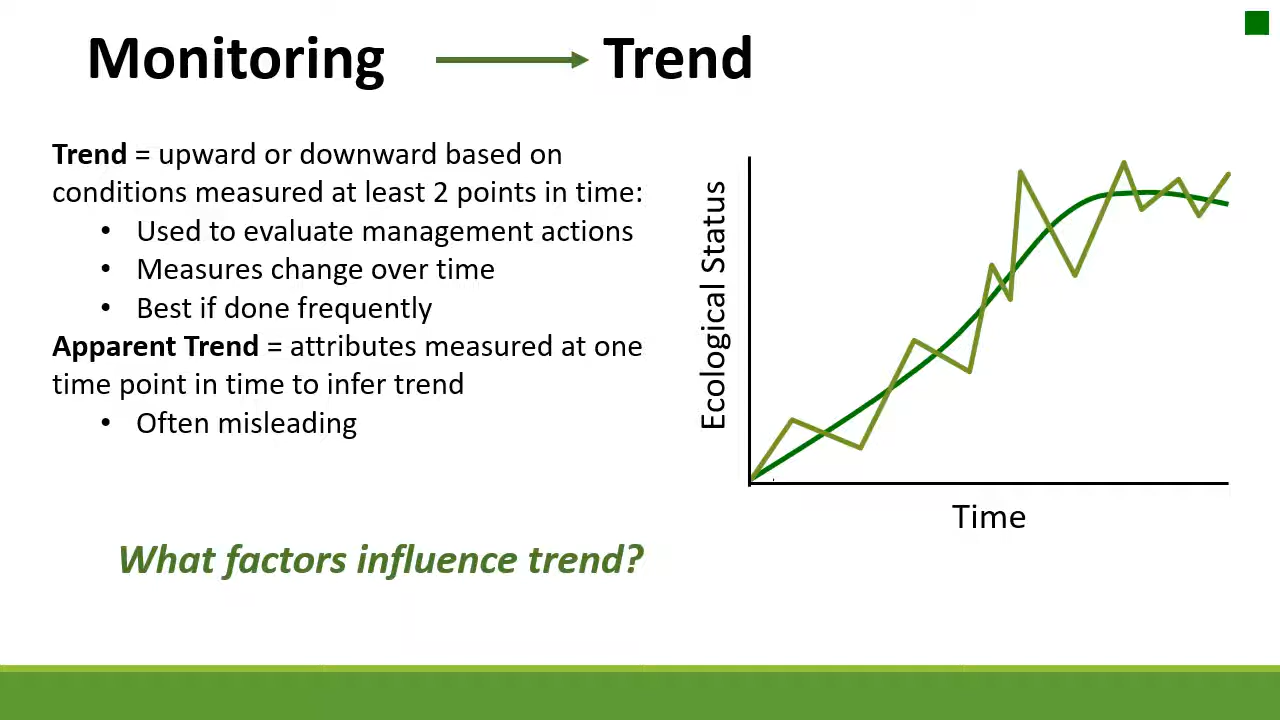 Monitoring Trend
Trend = upward or downward based on
conditions measured at least 2 points in time:
• Used to evaluate management actions
• Measures change over time
• Best if done frequently
Apparent Trend = attributes measured at one
time point in time to infer trend
• Often misleading
What factors influence trend?
Ecological Status
Time